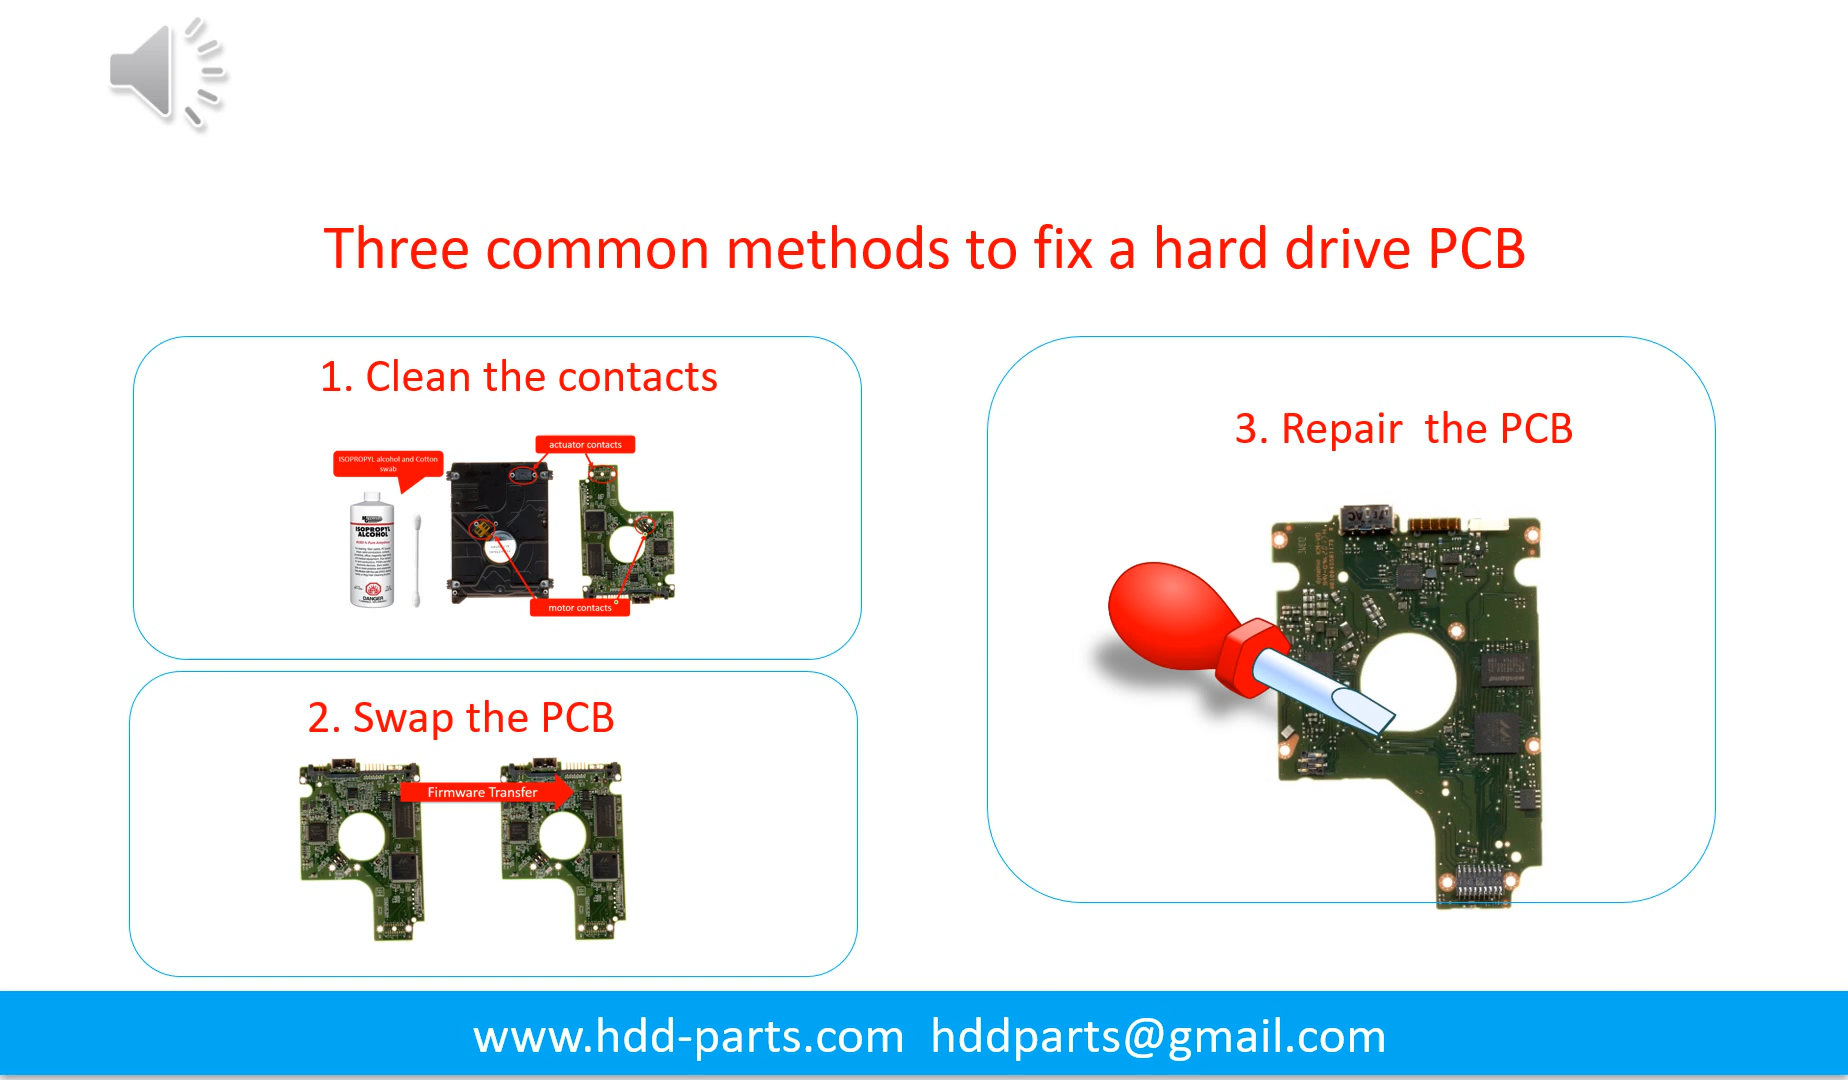 Three common methods to fix a hard drive PCB
1. Clean the contacts
actuator contacts
ISOPROPYL alcohol and Cotton
swab
ISOPROPYL
ALCOHOL
DANGER
motor contacts
2. Swap the PCB
Firmware Transfer
3. Repair  the PCB
www.hdd-parts.com  hddparts@gmail.com